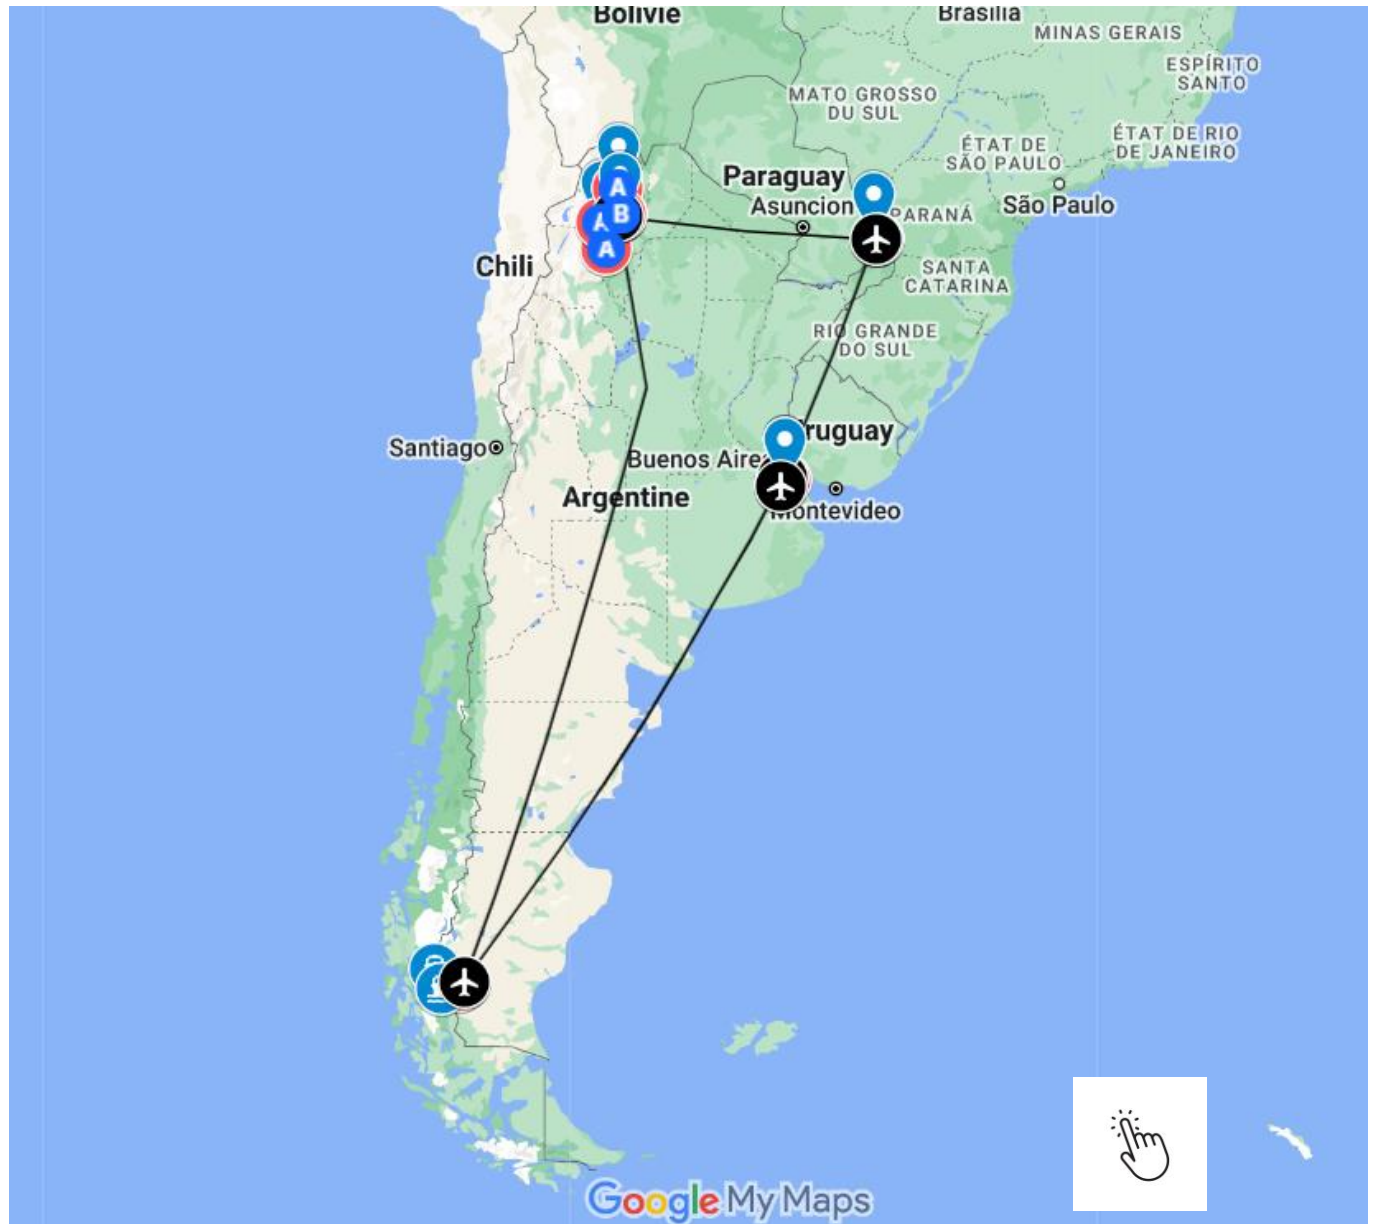 Bolivie
Brasilia
MINAS GERAIS
ESPÍRITO
SANTO
MATO GROSSO
DU SUL
ÉTAT DE
SÃO PAULO
ÉTAT DE RIO
DE JANEIRO
Paraguay
Asuncion
PARANÁ
São Paulo
A
B
A
A
Chili
SANTA
CATARINA
RIO GRANDE
DO SUL
Santiago
ruguay
Buenos Aire
Argentine
Montevideo
Google My Maps